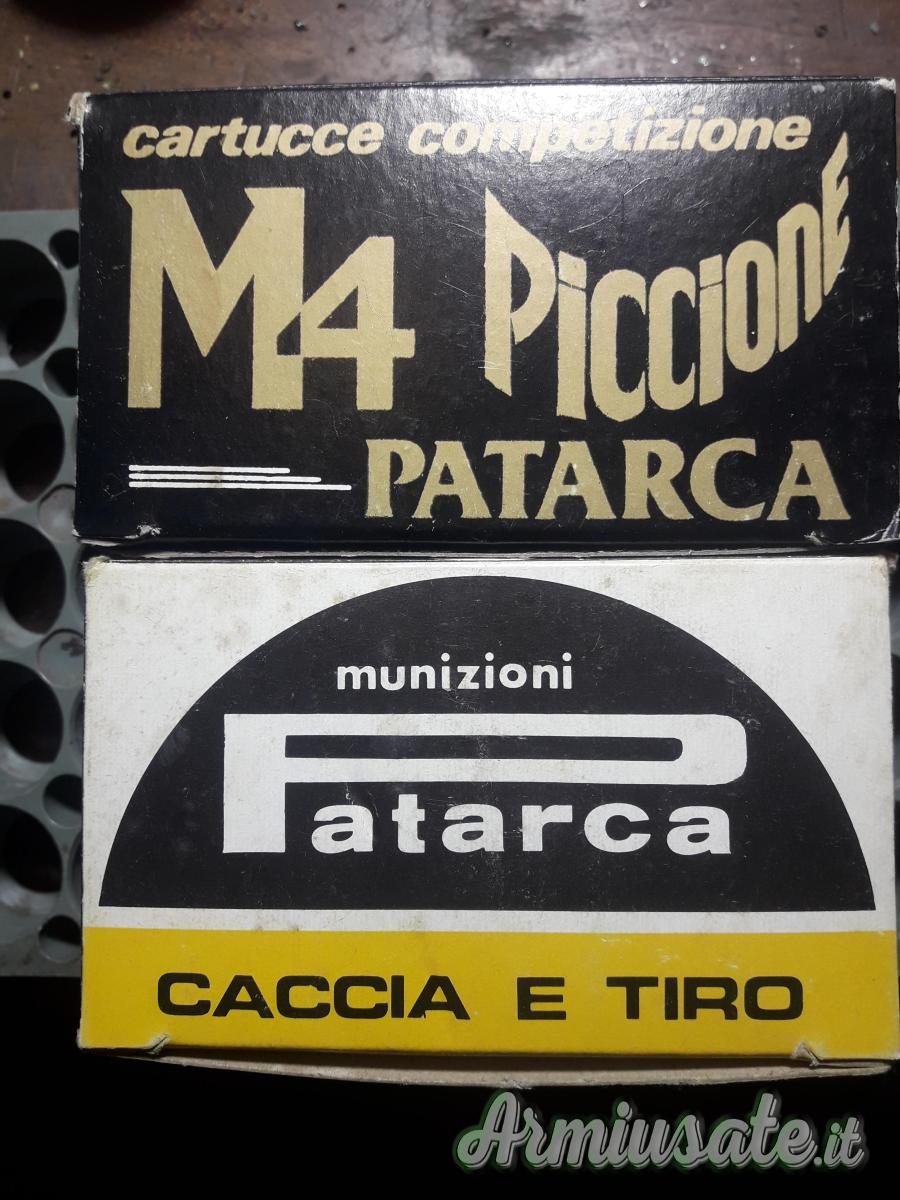 cartucce competizione
M4 PiccionE
PATARCA
munizioni
Patarca
CACCIA E TIRO
Armiusate.it